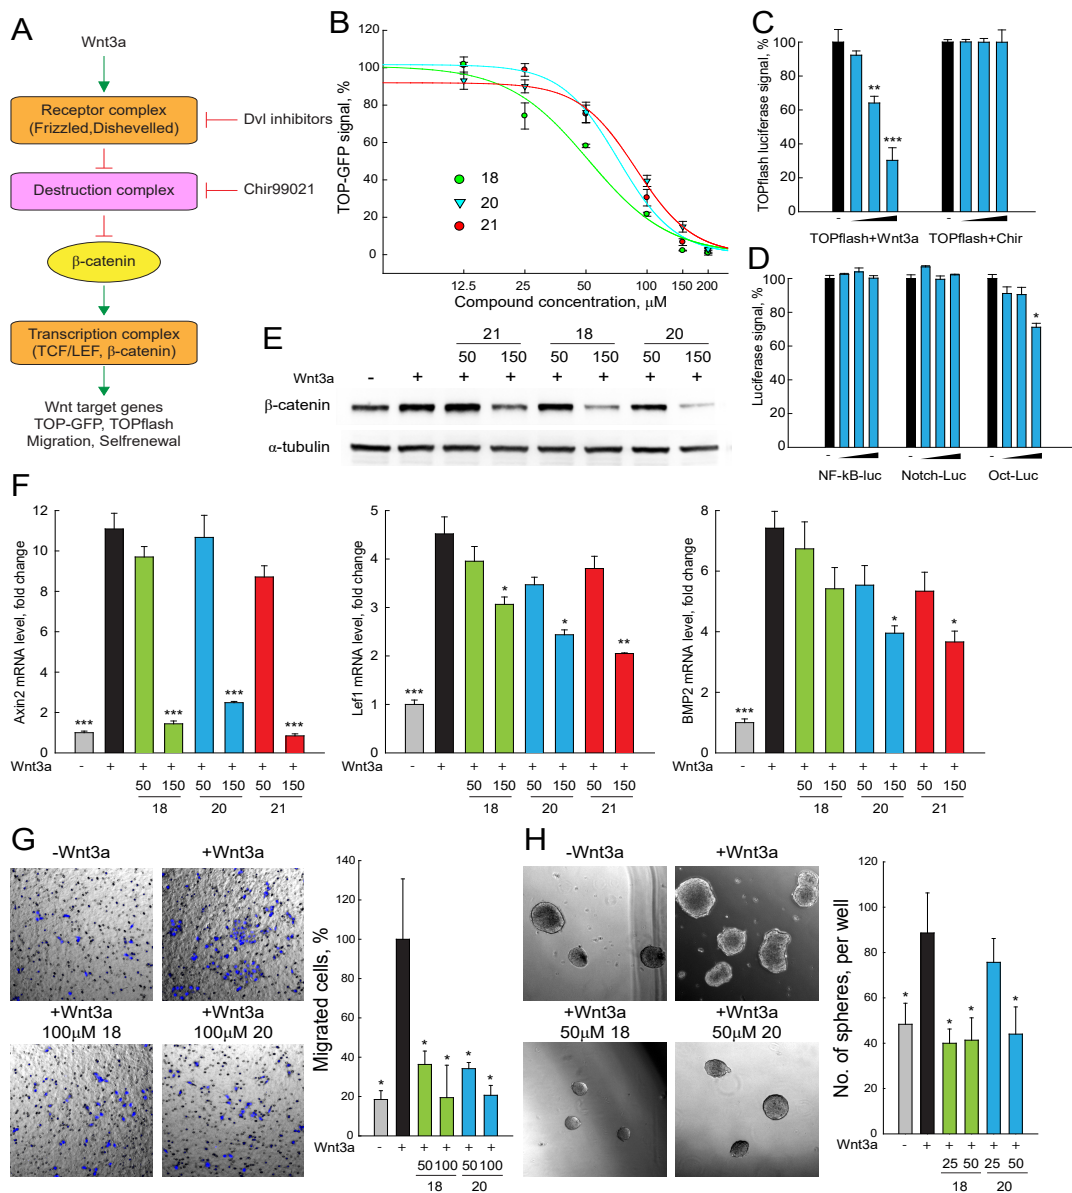 A
Wnt3a
Receptor complex
(Frizzled,Dishevelled)
Dvl inhibitors
Destruction complex
Chir99021
β-catenin
Transcription complex
(TCF/LEF, β-catenin)
Wnt target genes
TOP-GFP, TOPflash
Migration, Selfrenewal
B
TOP-GFP signal, %
100
80
60
40
20
0
18
20
21
12.5 25 50 100 150 200
Compound concentration, μM
C
TOPflash luciferase signal, %
100
80
60
40
20
0
** ***
- -
TOPflash+Wnt3a TOPflash+Chir
D
Luciferase signal, %
100
80
60
40
20
0
*
- - -
NF-kB-luc Notch-Luc Oct-Luc
E
21 18 20
50 150 50 150 50 150
Wnt3a - + + + + + + +
β-catenin
α-tubulin
F
Axin2 mRNA level, fold change
12
10
8
6
4
2
0
*** *** *** ***
Wnt3a - + + + + + + +
50 150 50 150 50 150
18 20 21
Lef1 mRNA level, fold change
5
4
3
2
1
0
*** * * **
Wnt3a - + + + + + + +
50 150 50 150 50 150
18 20 21
BMP2 mRNA level, fold change
8
6
4
2
0
*** * *
Wnt3a - + + + + + + +
50 150 50 150 50 150
18 20 21
G
-Wnt3a +Wnt3a
+Wnt3a +Wnt3a
100μM 18 100μM 20
Migrated cells, %
140
120
100
80
60
40
20
0
* * * * *
Wnt3a - + + + + +
50 100 50 100
18 20
H
-Wnt3a +Wnt3a
+Wnt3a +Wnt3a
50μM 18 50μM 20
No. of spheres, per well
120
100
80
60
40
20
0
* * * *
Wnt3a - + + + + +
25 50 25 50
18 20